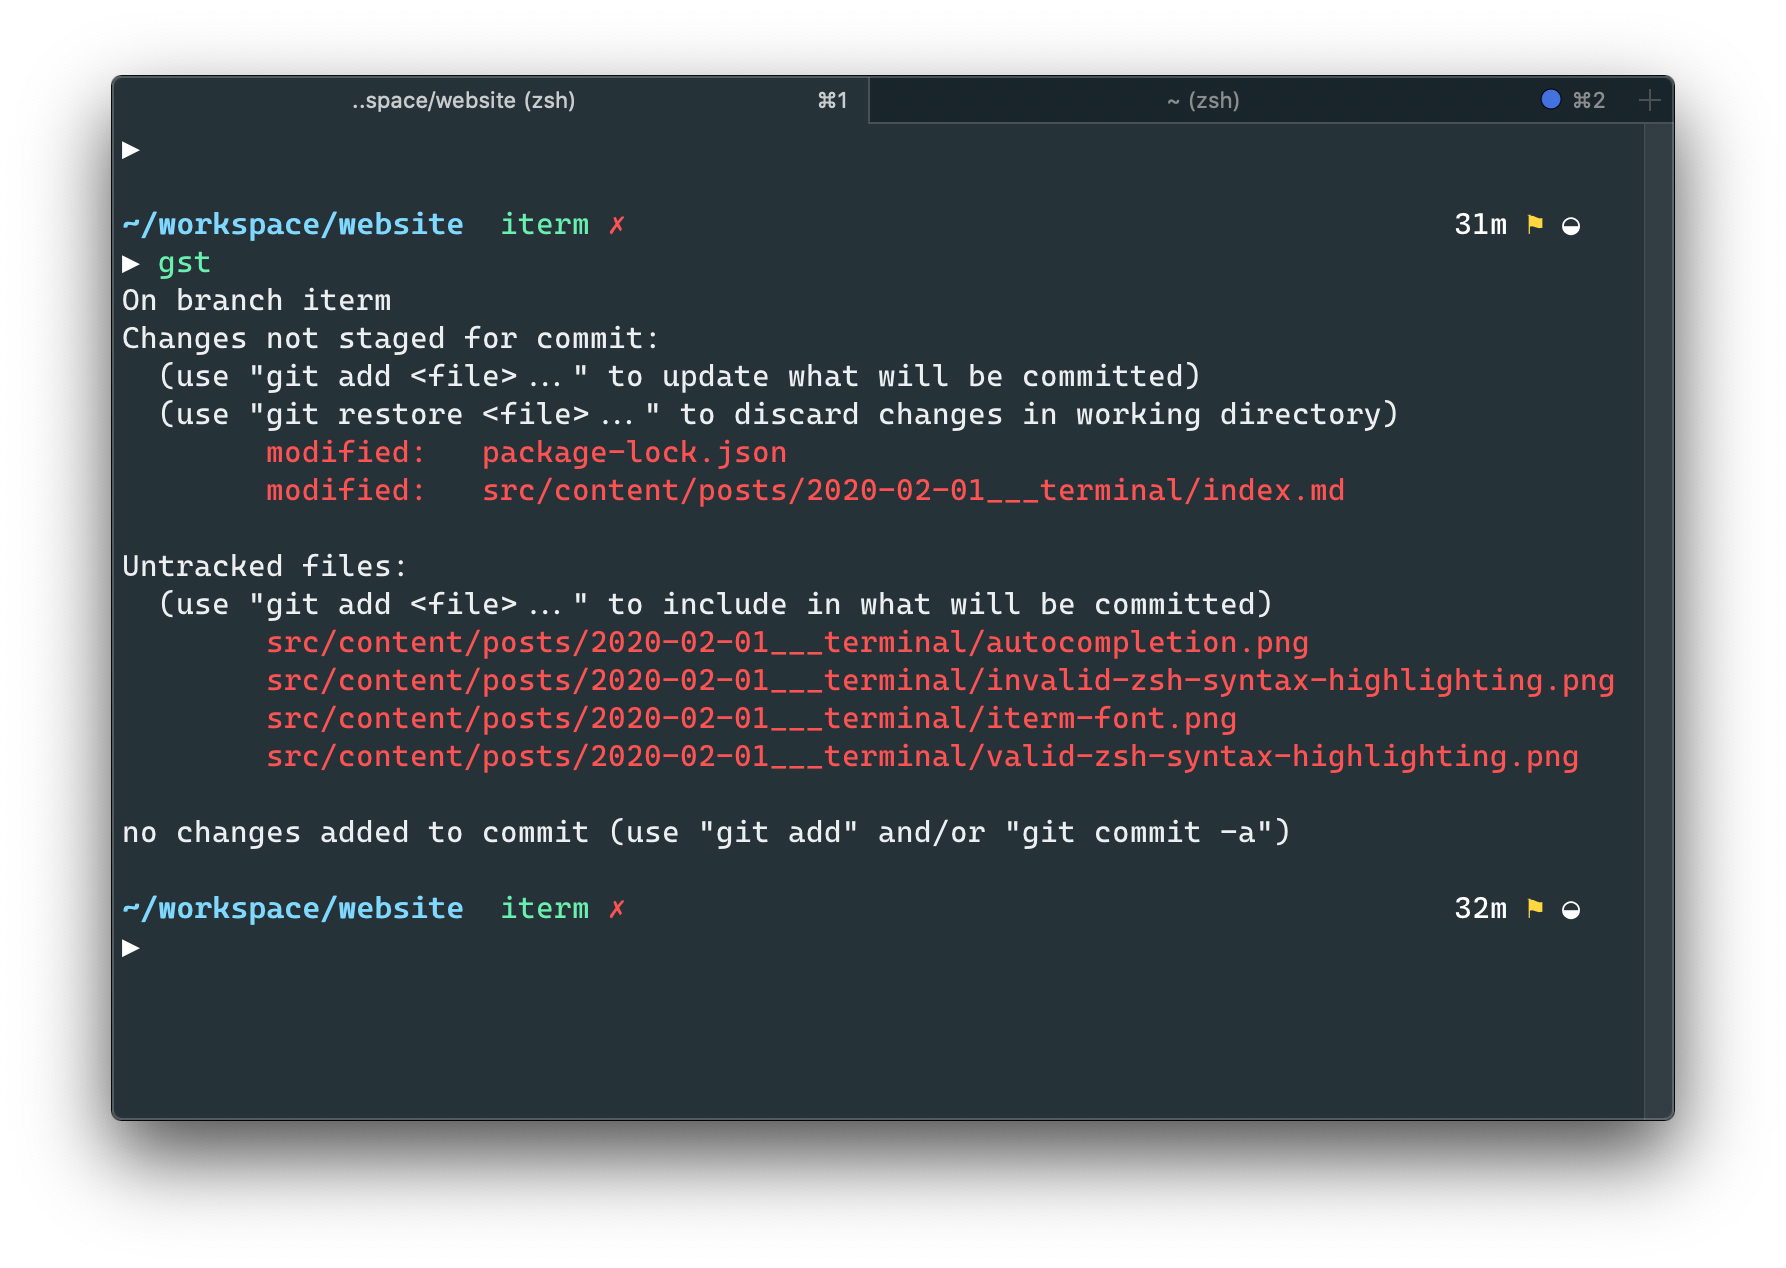 ..space/website (zsh) ⌘1 ~ (zsh) ⌘2
▶
~/workspace/website iterm ✗ 31m ⚑ ◒
▶ gst
On branch iterm
Changes not staged for commit:
  (use "git add <file>..." to update what will be committed)
  (use "git restore <file>..." to discard changes in working directory)
        modified:   package-lock.json
        modified:   src/content/posts/2020-02-01___terminal/index.md

Untracked files:
  (use "git add <file>..." to include in what will be committed)
        src/content/posts/2020-02-01___terminal/autocompletion.png
        src/content/posts/2020-02-01___terminal/invalid-zsh-syntax-highlighting.png
        src/content/posts/2020-02-01___terminal/iterm-font.png
        src/content/posts/2020-02-01___terminal/valid-zsh-syntax-highlighting.png

no changes added to commit (use "git add" and/or "git commit -a")

~/workspace/website iterm ✗ 32m ⚑ ◒
▶